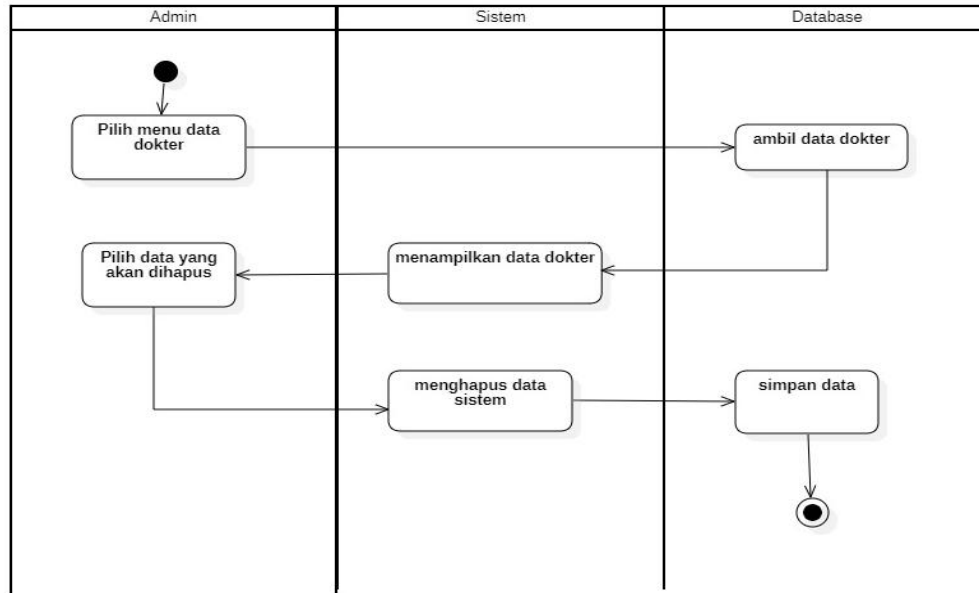 Admin
Sistem
Database
Pilih menu data
dokter
ambil data dokter
Pilih data yang
akan dihapus
menampilkan data dokter
menghapus data
sistem
simpan data